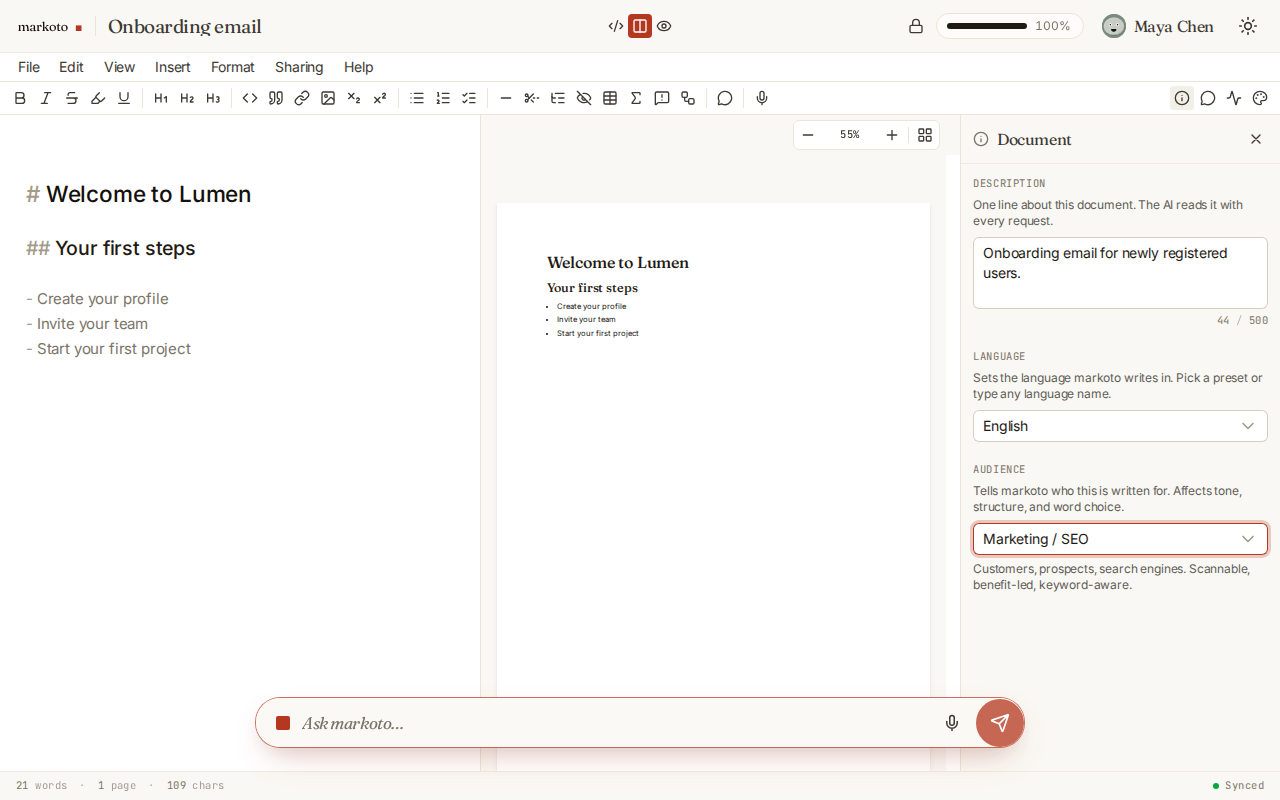 markoto
Onboarding email
100%
Maya Chen
File Edit View Insert Format Sharing Help
H1 H2 H3
55%
# Welcome to Lumen
## Your first steps
- Create your profile
- Invite your team
- Start your first project
Welcome to Lumen
Your first steps
• Create your profile
• Invite your team
• Start your first project
Document
DESCRIPTION
One line about this document. The AI reads it with
every request.
Onboarding email for newly registered
users.
44 / 500
LANGUAGE
Sets the language markoto writes in. Pick a preset or
type any language name.
English
AUDIENCE
Tells markoto who this is written for. Affects tone,
structure, and word choice.
Marketing / SEO
Customers, prospects, search engines. Scannable,
benefit-led, keyword-aware.
Ask markoto...
21 words · 1 page · 109 chars
Synced